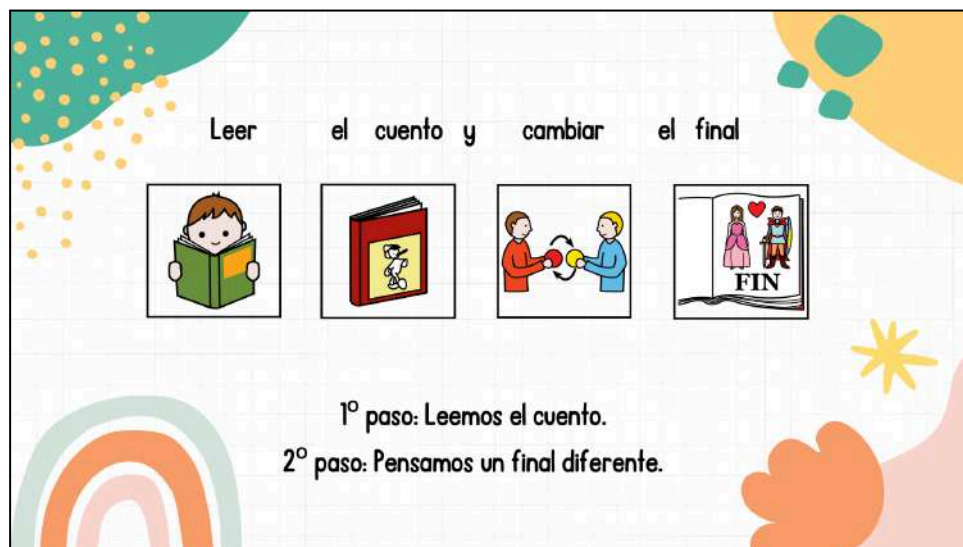 Leer el cuento y cambiar el final
FIN
1º paso: Leemos el cuento.
2º paso: Pensamos un final diferente.